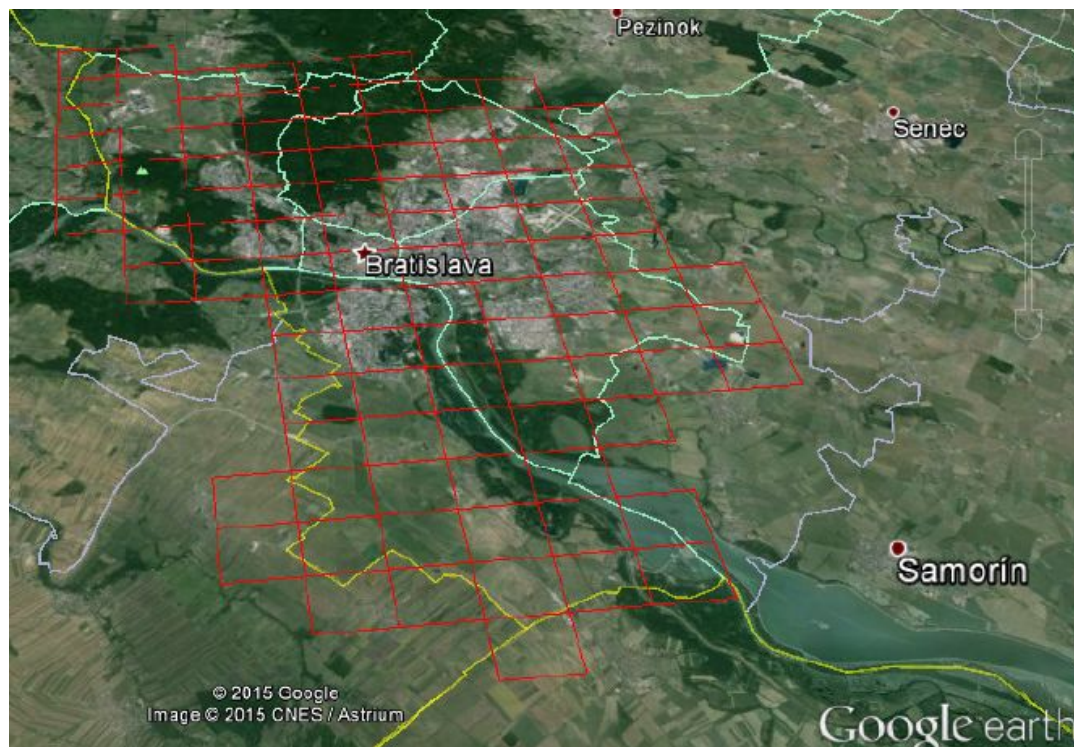 Pezinok
Senec
Bratislava
Samorín
© 2015 Google
Image © 2015 CNES / Astrium
Google earth